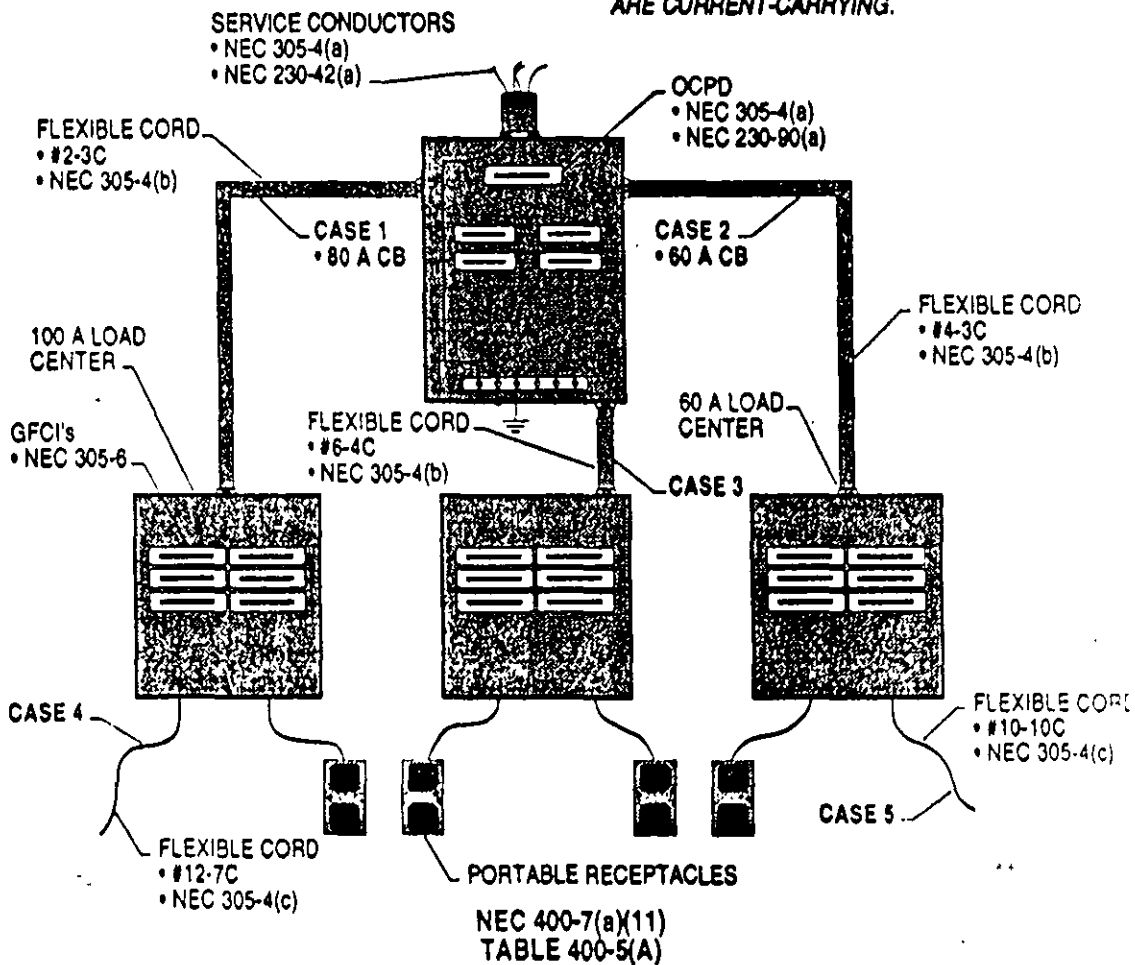 ARE CURRENT-CARRYING.
SERVICE CONDUCTORS
• NEC 305-4(a)
• NEC 230-42(a)
OCPD
• NEC 305-4(a)
• NEC 230-90(a)
FLEXIBLE CORD
• #2-3C
• NEC 305-4(b)
CASE 1
• 80 A CB
CASE 2
• 60 A CB
FLEXIBLE CORD
• #4-3C
• NEC 305-4(b)
100 A LOAD
CENTER
GFCI's
• NEC 305-6
FLEXIBLE CORD
• #6-4C
• NEC 305-4(b)
60 A LOAD
CENTER
CASE 3
CASE 4
FLEXIBLE CORD
• #10-10C
• NEC 305-4(c)
CASE 5
FLEXIBLE CORD
• #12-7C
• NEC 305-4(c)
PORTABLE RECEPTACLES
NEC 400-7(a)(11)
TABLE 400-5(A)